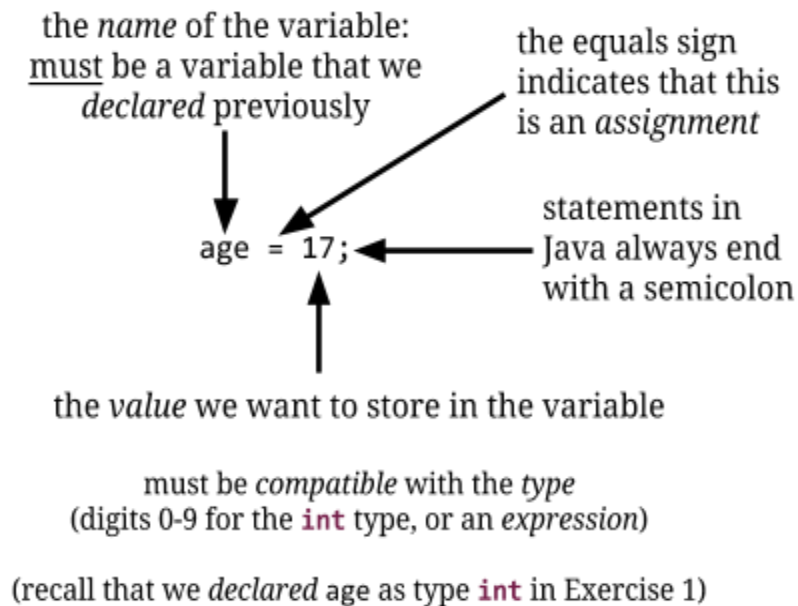 the name of the variable:
must be a variable that we
declared previously
the equals sign
indicates that this
is an assignment
age = 17;
statements in
Java always end
with a semicolon
the value we want to store in the variable
must be compatible with the type
(digits 0-9 for the int type, or an expression)
(recall that we declared age as type int in Exercise 1)